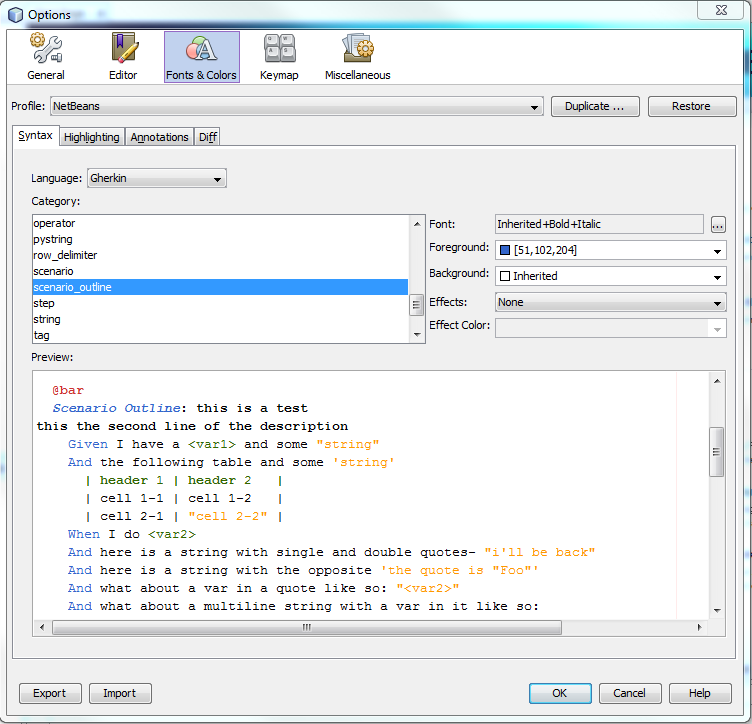 Options
General Editor Fonts & Colors Keymap Miscellaneous
Profile: NetBeans Duplicate ... Restore
Syntax Highlighting Annotations Diff
Language: Gherkin
Category:
operator
pystring
row_delimiter
scenario
scenario_outline
step
string
tag
Font: Inherited+Bold+Italic ...
Foreground: [51,102,204]
Background: Inherited
Effects: None
Effect Color:
Preview:
@bar
Scenario Outline: this is a test
this the second line of the description
Given I have a <var1> and some "string"
And the following table and some 'string'
| header 1 | header 2 |
| cell 1-1 | cell 1-2 |
| cell 2-1 | "cell 2-2" |
When I do <var2>
And here is a string with single and double quotes- "i'll be back"
And here is a string with the opposite 'the quote is "Foo"'
And what about a var in a quote like so: "<var2>"
And what about a multiline string with a var in it like so:
Export Import OK Cancel Help